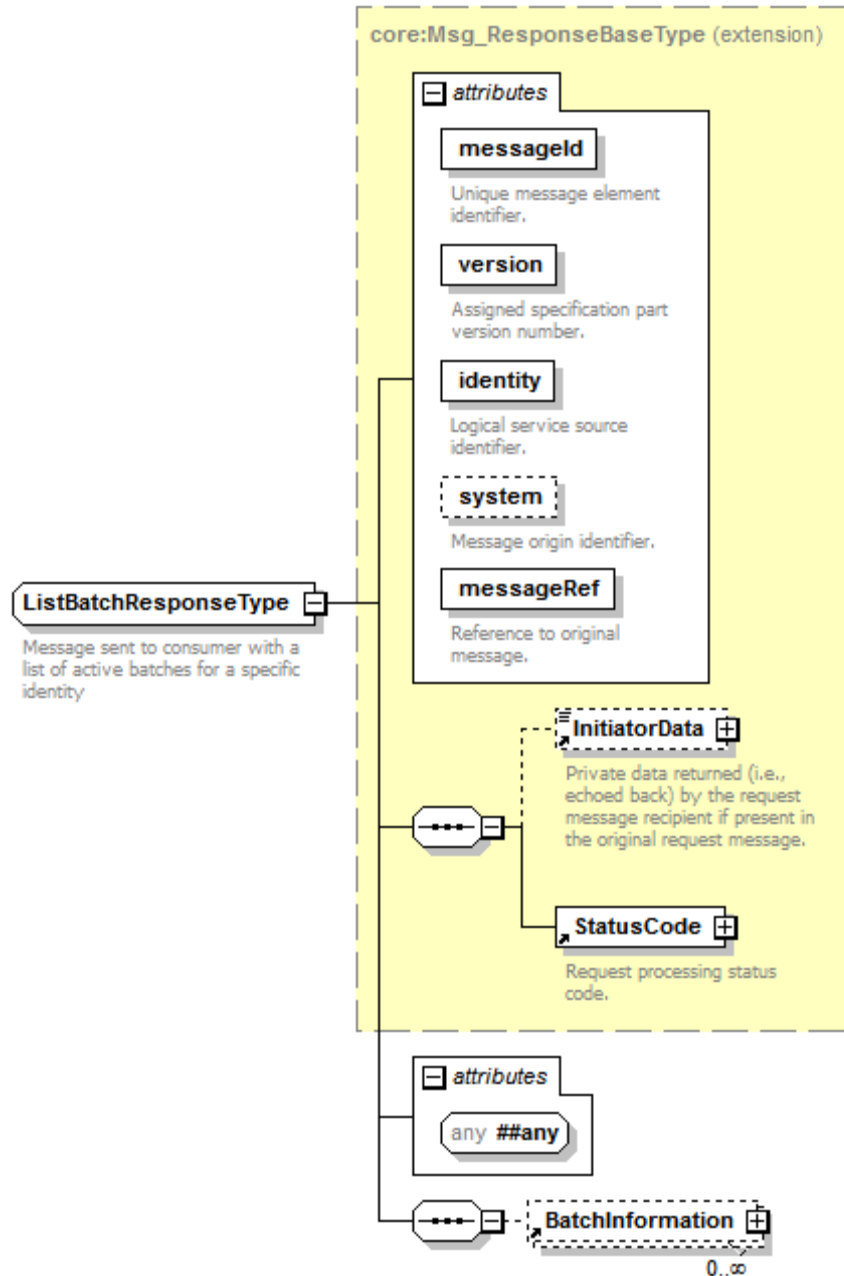 core:Msg_ResponseBaseType (extension)
attributes
messageId
Unique message element
identifier.
version
Assigned specification part
version number.
identity
Logical service source
identifier.
system
Message origin identifier.
messageRef
Reference to original
message.
ListBatchResponseType
Message sent to consumer with a
list of active batches for a specific
identity
InitiatorData
Private data returned (i.e.,
echoed back) by the request
message recipient if present in
the original request message.
StatusCode
Request processing status
code.
attributes
any ##any
BatchInformation
0..∞